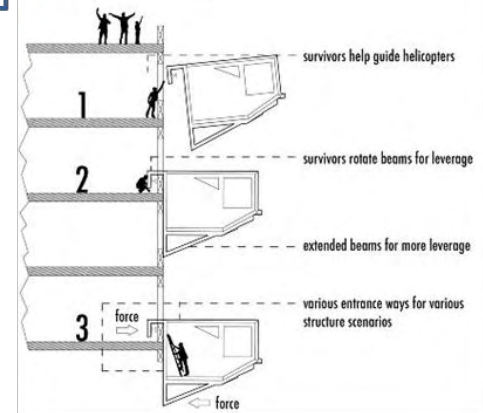 survivors help guide helicopters
1
survivors rotate beams for leverage
2
extended beams for more leverage
various entrance ways for various
structure scenarios
force
3
force